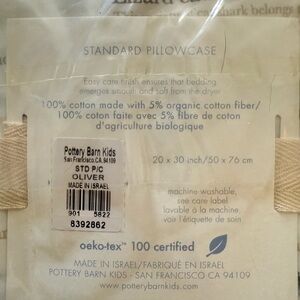 STANDARD PILLOWCASE
Easy care finish ensures that bedding
emerges smooth and soft from the dryer
100% cotton made with 5% organic cotton fiber/
100% coton faite avec 5% fibre de coton
d'agriculture biologique
Pottery Barn Kids
San Francisco, CA. 94109
STD P/C
OLIVER
MADE IN ISRAEL
901 5822
8392862
20 x 30 inch/50 x 76 cm
machine washable,
see care label
lavable à la machine
voir l'étiquette de soin
oeko-tex™ 100 certified
MADE IN ISRAEL/FABRIQUÉ EN ISRAEL
POTTERY BARN KIDS - SAN FRANCISCO CA 94109
www.potterybarnkids.com